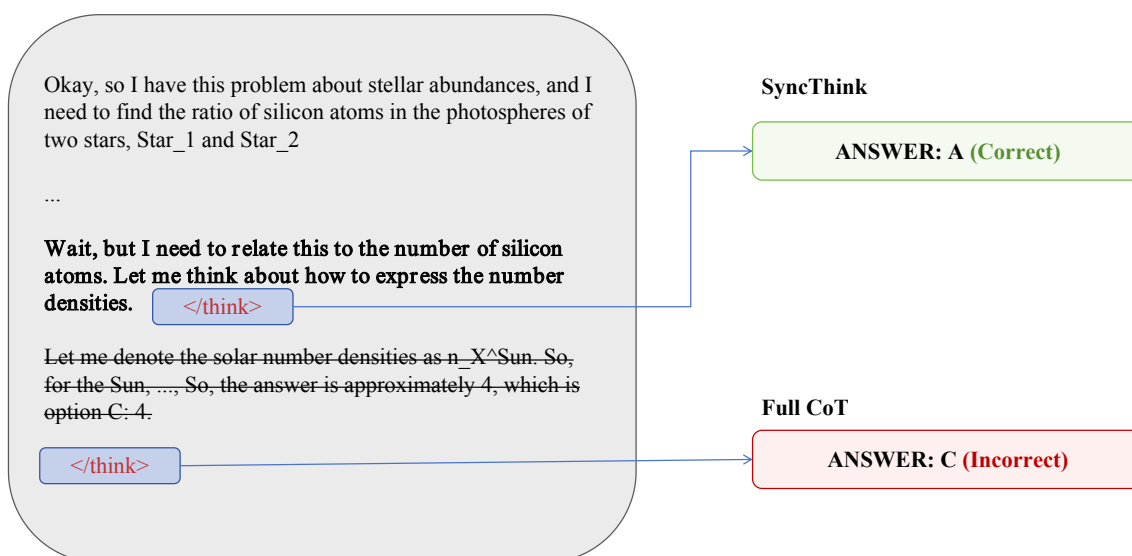 Okay, so I have this problem about stellar abundances, and I
need to find the ratio of silicon atoms in the photospheres of
two stars, Star_1 and Star_2
...
Wait, but I need to relate this to the number of silicon
atoms. Let me think about how to express the number
densities. </think>
Let me denote the solar number densities as n_X^Sun. So,
for the Sun, ..., So, the answer is approximately 4, which is
option C: 4.
</think>
SyncThink
ANSWER: A (Correct)
Full CoT
ANSWER: C (Incorrect)